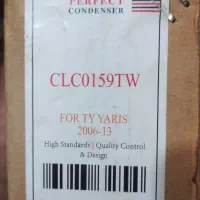 PERFECT
CONDENSER
CLC0159TW
FOR TY YARIS
2006-13
High Standards | Quality Control
& Design